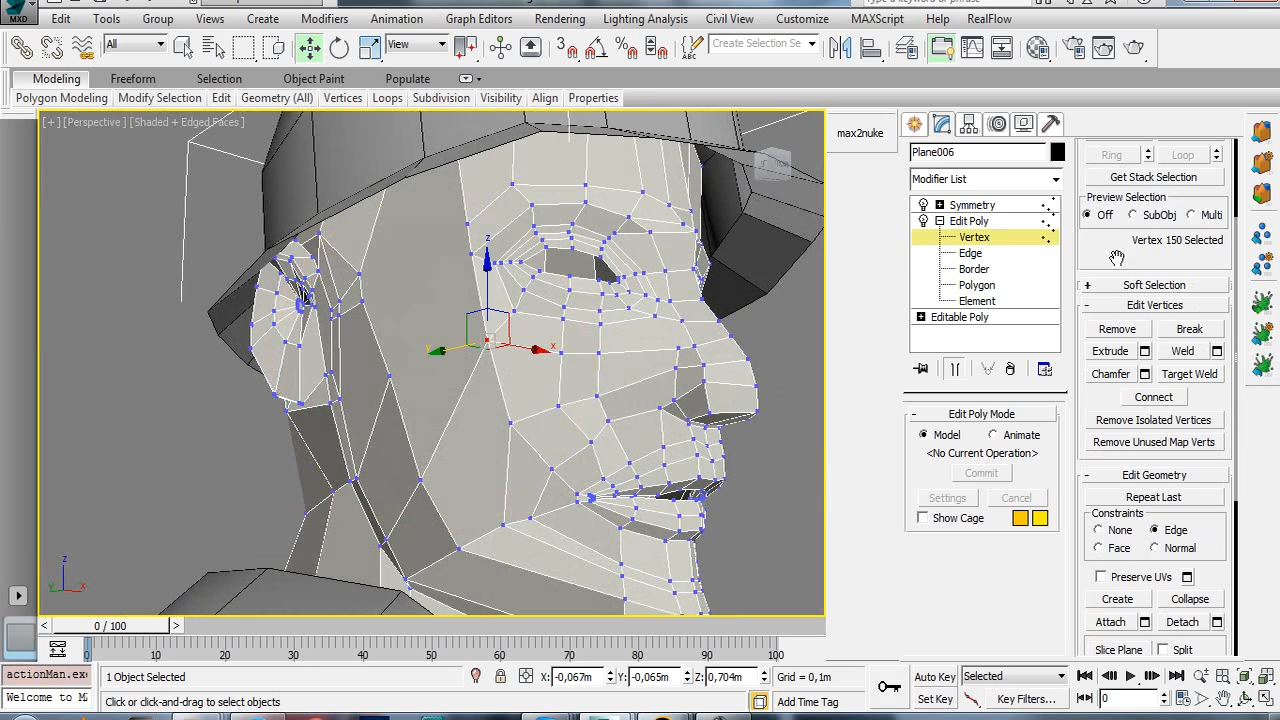 MXD
Edit Tools Group Views Create Modifiers Animation Graph Editors Rendering Lighting Analysis Civil View Customize MAXScript Help RealFlow
All View 3 ABC Create Selection Se
Modeling Freeform Selection Object Paint Populate
Polygon Modeling Modify Selection Edit Geometry (All) Vertices Loops Subdivision Visibility Align Properties
[+] [Perspective] [Shaded + Edged Faces]
max2nuke
Plane006
Modifier List
Symmetry
Edit Poly
Vertex
Edge
Border
Polygon
Element
Editable Poly
Edit Poly Mode
Model Animate
<No Current Operation>
Commit
Settings Cancel
Show Cage
Ring Loop
Get Stack Selection
Preview Selection
Off SubObj Multi
Vertex 150 Selected
+ Soft Selection
- Edit Vertices
Remove Break
Extrude Weld
Chamfer Target Weld
Connect
Remove Isolated Vertices
Remove Unused Map Verts
- Edit Geometry
Repeat Last
Constraints
None Edge
Face Normal
Preserve UVs
Create Collapse
Attach Detach
Slice Plane Split
z
y x
z
y x
< 0 / 100 >
0 10 20 30 40 50 60 70 80 90 100
actionMan.ex
Welcome to M
1 Object Selected X: -0,067m Y: -0,065m Z: 0,704m Grid = 0,1m
Click or click-and-drag to select objects Add Time Tag
Auto Key Selected
Set Key Key Filters... 0